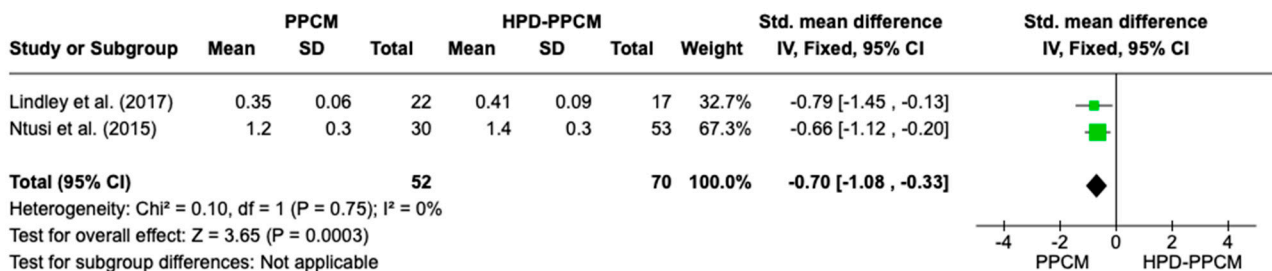 PPCM HPD-PPCM Std. mean difference Std. mean difference
Study or Subgroup Mean SD Total Mean SD Total Weight IV, Fixed, 95% CI IV, Fixed, 95% CI
Lindley et al. (2017) 0.35 0.06 22 0.41 0.09 17 32.7% -0.79 [-1.45 , -0.13]
Ntusi et al. (2015) 1.2 0.3 30 1.4 0.3 53 67.3% -0.66 [-1.12 , -0.20]
Total (95% CI) 52 70 100.0% -0.70 [-1.08 , -0.33]
Heterogeneity: Chi² = 0.10, df = 1 (P = 0.75); I² = 0%
Test for overall effect: Z = 3.65 (P = 0.0003)
Test for subgroup differences: Not applicable
-4 -2 0 2 4
PPCM HPD-PPCM